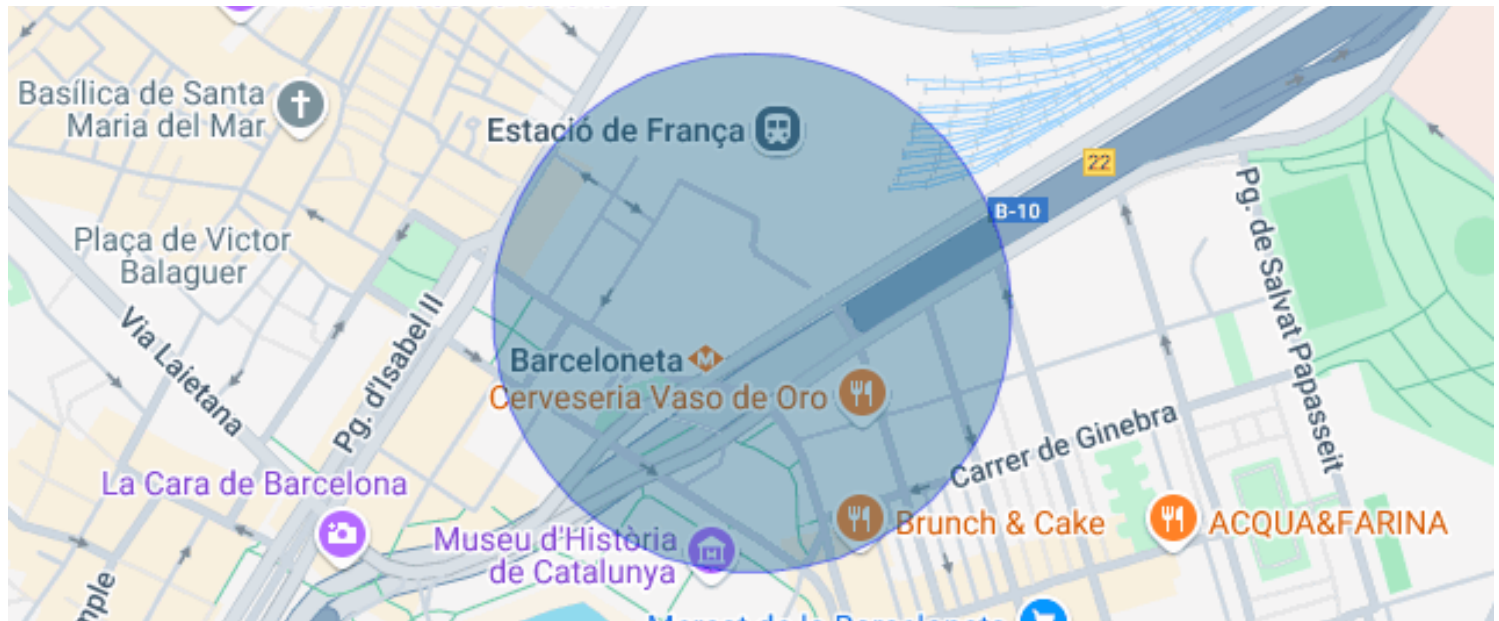 Basílica de Santa
Maria del Mar
Estació de França
22
B-10
Plaça de Victor
Balaguer
Pg. de Salvat Papasseit
Via Laietana
Pg. d'Isabel II
Barceloneta
M
Cerveseria Vaso de Oro
Carrer de Ginebra
La Cara de Barcelona
Brunch & Cake
ACQUA&FARINA
Museu d'Història
de Catalunya